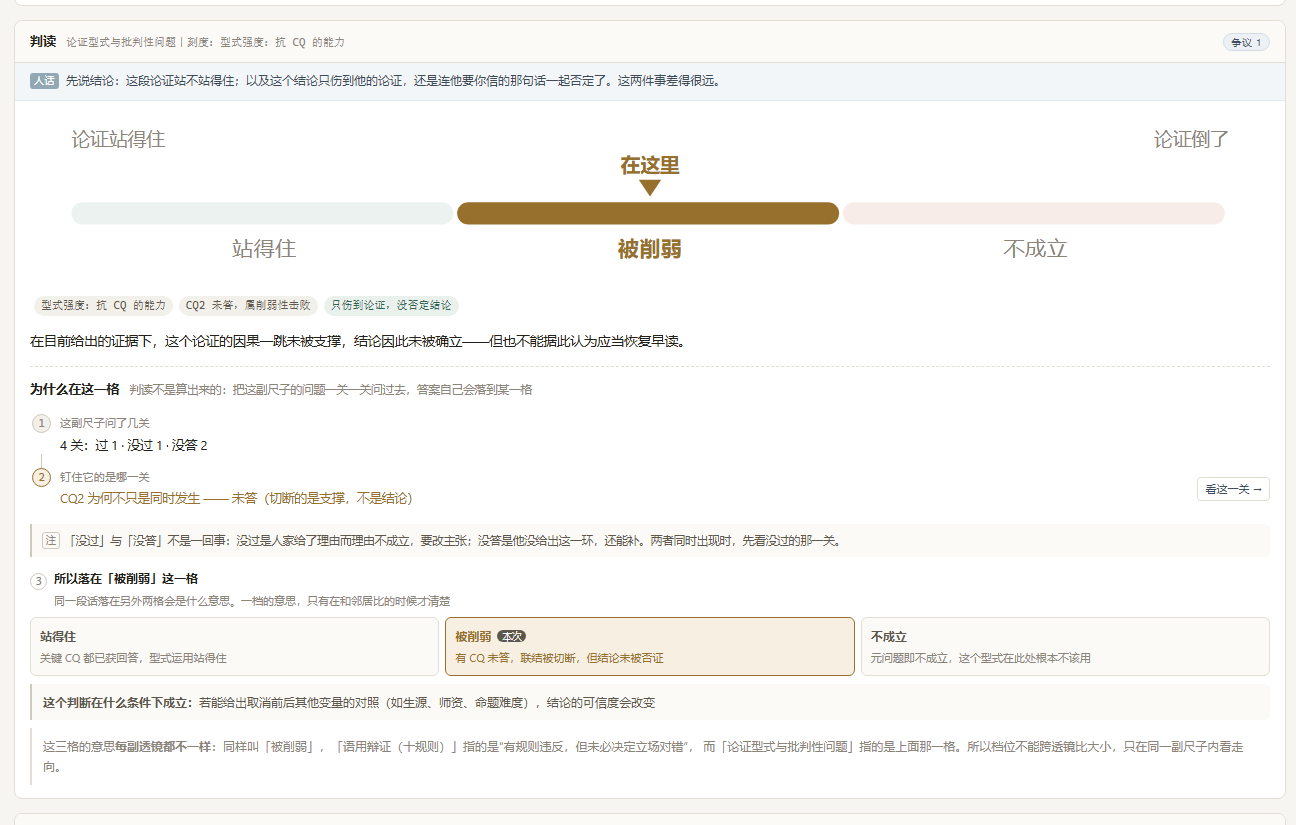 判读 论证型式与批判性问题 | 刻度：型式强度：抗 CQ 的能力 争议 1
人话 先说结论：这段论证站不站得住；以及这个结论只伤到他的论证，还是连他要你信的那句话一起否定了。这两件事差得很远。
论证站得住 论证倒了
在这里
站得住 被削弱 不成立
型式强度：抗 CQ 的能力 CQ2 未答，属削弱性击败 只伤到论证，没否定结论
在目前给出的证据下，这个论证的因果一跳未被支撑，结论因此未被确立——但也不能据此认为应当恢复早读。
为什么在这一格 判读不是算出来的：把这副尺子的问题一关一关问过去，答案自己会落到某一格
1 这副尺子问了几关
4 关：过 1 · 没过 1 · 没答 2
2 钉住它的是哪一关
CQ2 为何不只是同时发生 —— 未答（切断的是支撑，不是结论）
看这一关 →
注 「没过」与「没答」不是一回事：没过是人家给了理由而理由不成立，要改主张；没答是他没给出这一环，还能补。两者同时出现时，先看没过的那一关。
3 所以落在「被削弱」这一格
同一段话落在另外两格会是什么意思。一档的意思，只有在和邻居比的时候才清楚
站得住
关键 CQ 都已获回答，型式运用站得住
被削弱 本次
有 CQ 未答，联结被切断，但结论未被否证
不成立
元问题即不成立，这个型式在此处根本不该用
这个判断在什么条件下成立：若能给出取消前后其他变量的对照（如生源、师资、命题难度），结论的可信度会改变
这三格的意思每副透镜都不一样：同样叫「被削弱」，「语用辩证（十规则）」指的是“有规则违反，但未必决定立场对错”， 而「论证型式与批判性问题」指的是上面那一格。所以档位不能跨透镜比大小，只在同一副尺子内看走
向。